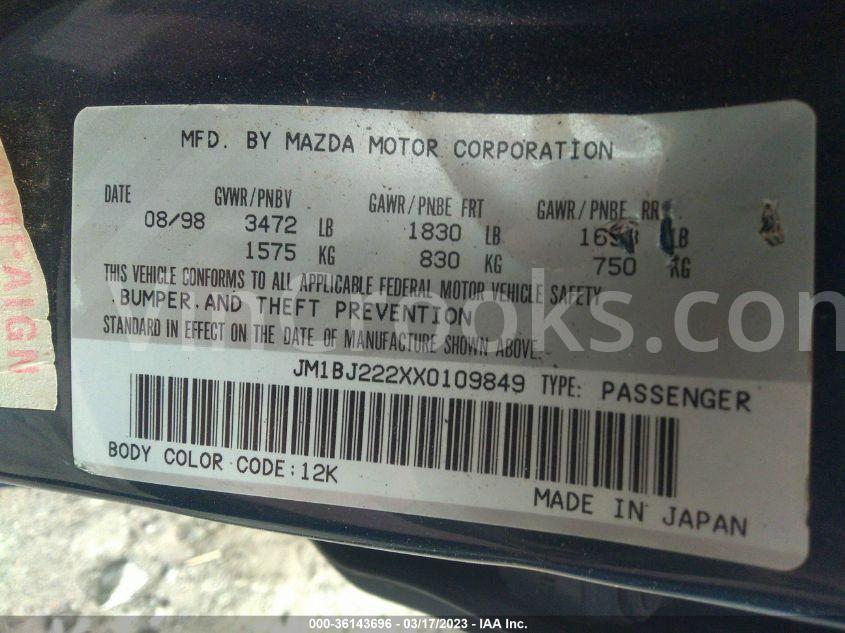 MFD. BY MAZDA MOTOR CORPORATION
DATE GVWR/PNBV GAWR/PNBE FRT GAWR/PNBE RR
08/98 3472 LB 1830 LB LB
1575 KG 830 KG 750 KG
THIS VEHICLE CONFORMS TO ALL APPLICABLE FEDERAL MOTOR VEHICLE SAFETY
BUMPER.AND THEFT PREVENTION
STANDARD IN EFFECT ON THE DATE OF MANUFACTURE SHOWN ABOVE.
JM1BJ222XX0109849 TYPE: PASSENGER
BODY COLOR CODE:12K
MADE IN JAPAN
AIGN
000-36143696 - 03/17/2023 - IAA Inc.